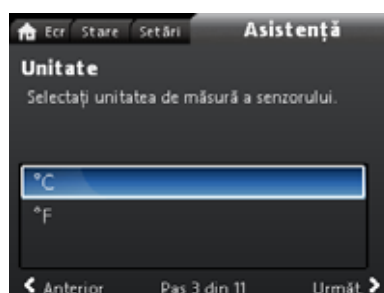 Ecr Stare Setări Asistență
Unitate
Selectați unitatea de măsură a senzorului.
°C
°F
Anterior Pas 3 din 11 Următ